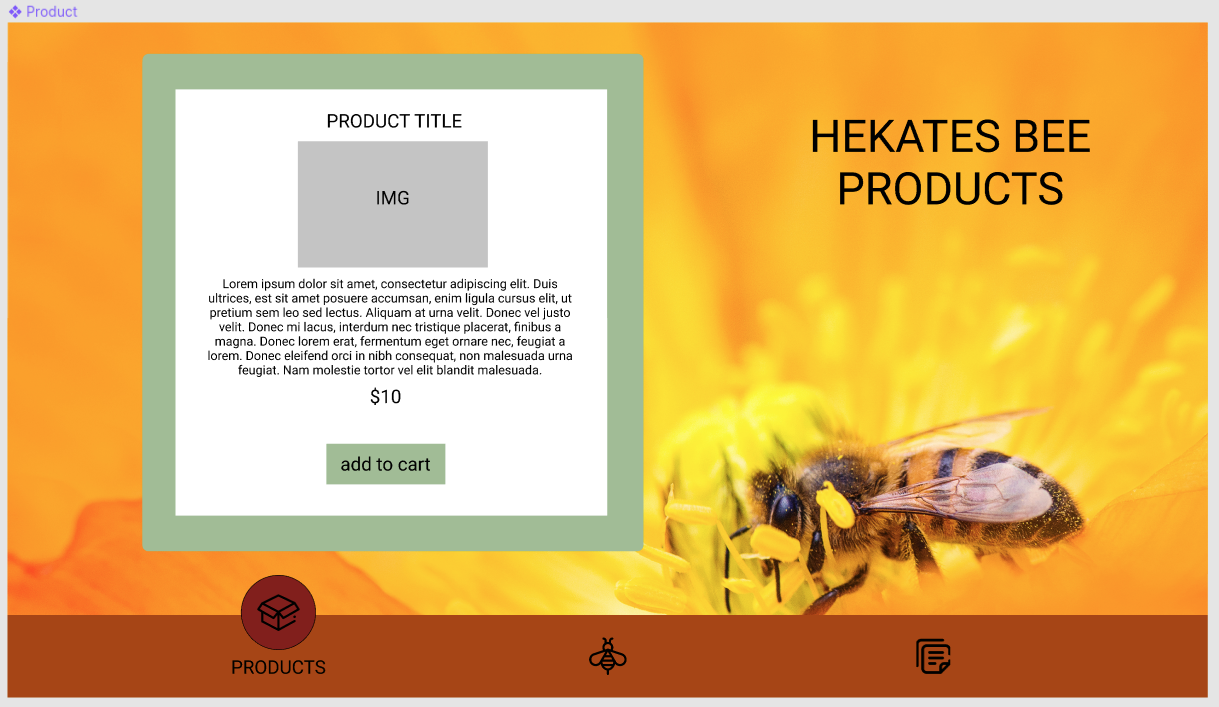 Product
PRODUCT TITLE
IMG
Lorem ipsum dolor sit amet, consectetur adipiscing elit. Duis
ultrices, est sit amet posuere accumsan, enim ligula cursus elit, ut
pretium sem leo sed lectus. Aliquam at urna velit. Donec vel justo
velit. Donec mi lacus, interdum nec tristique placerat, finibus a
magna. Donec lorem erat, fermentum eget ornare nec, feugiat a
lorem. Donec eleifend orci in nibh consequat, non malesuada urna
feugiat. Nam molestie tortor vel elit blandit malesuada.
$10
add to cart
HEKATES BEE
PRODUCTS
PRODUCTS